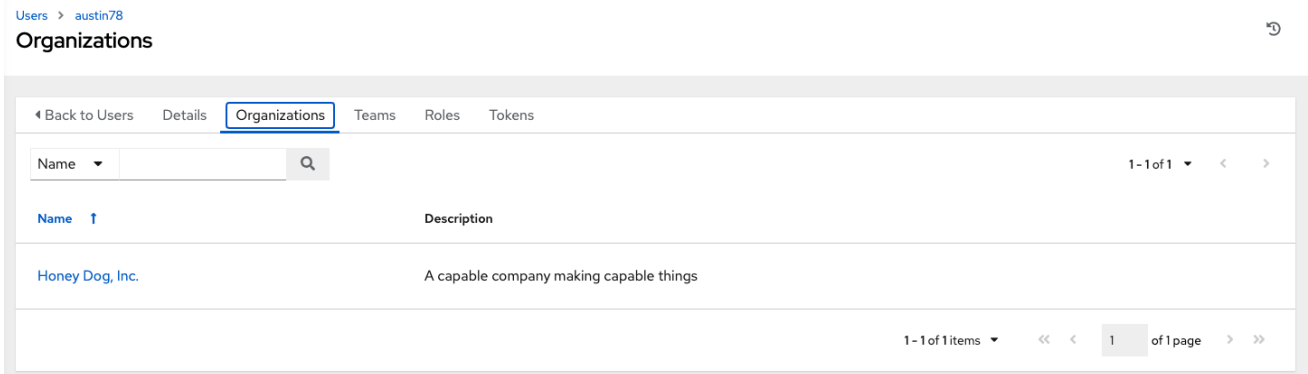 Users > austin78
Organizations
Back to Users Details Organizations Teams Roles Tokens
Name
1 - 1 of 1
Name Description
Honey Dog, Inc. A capable company making capable things
1 - 1 of 1 items 1 of 1 page